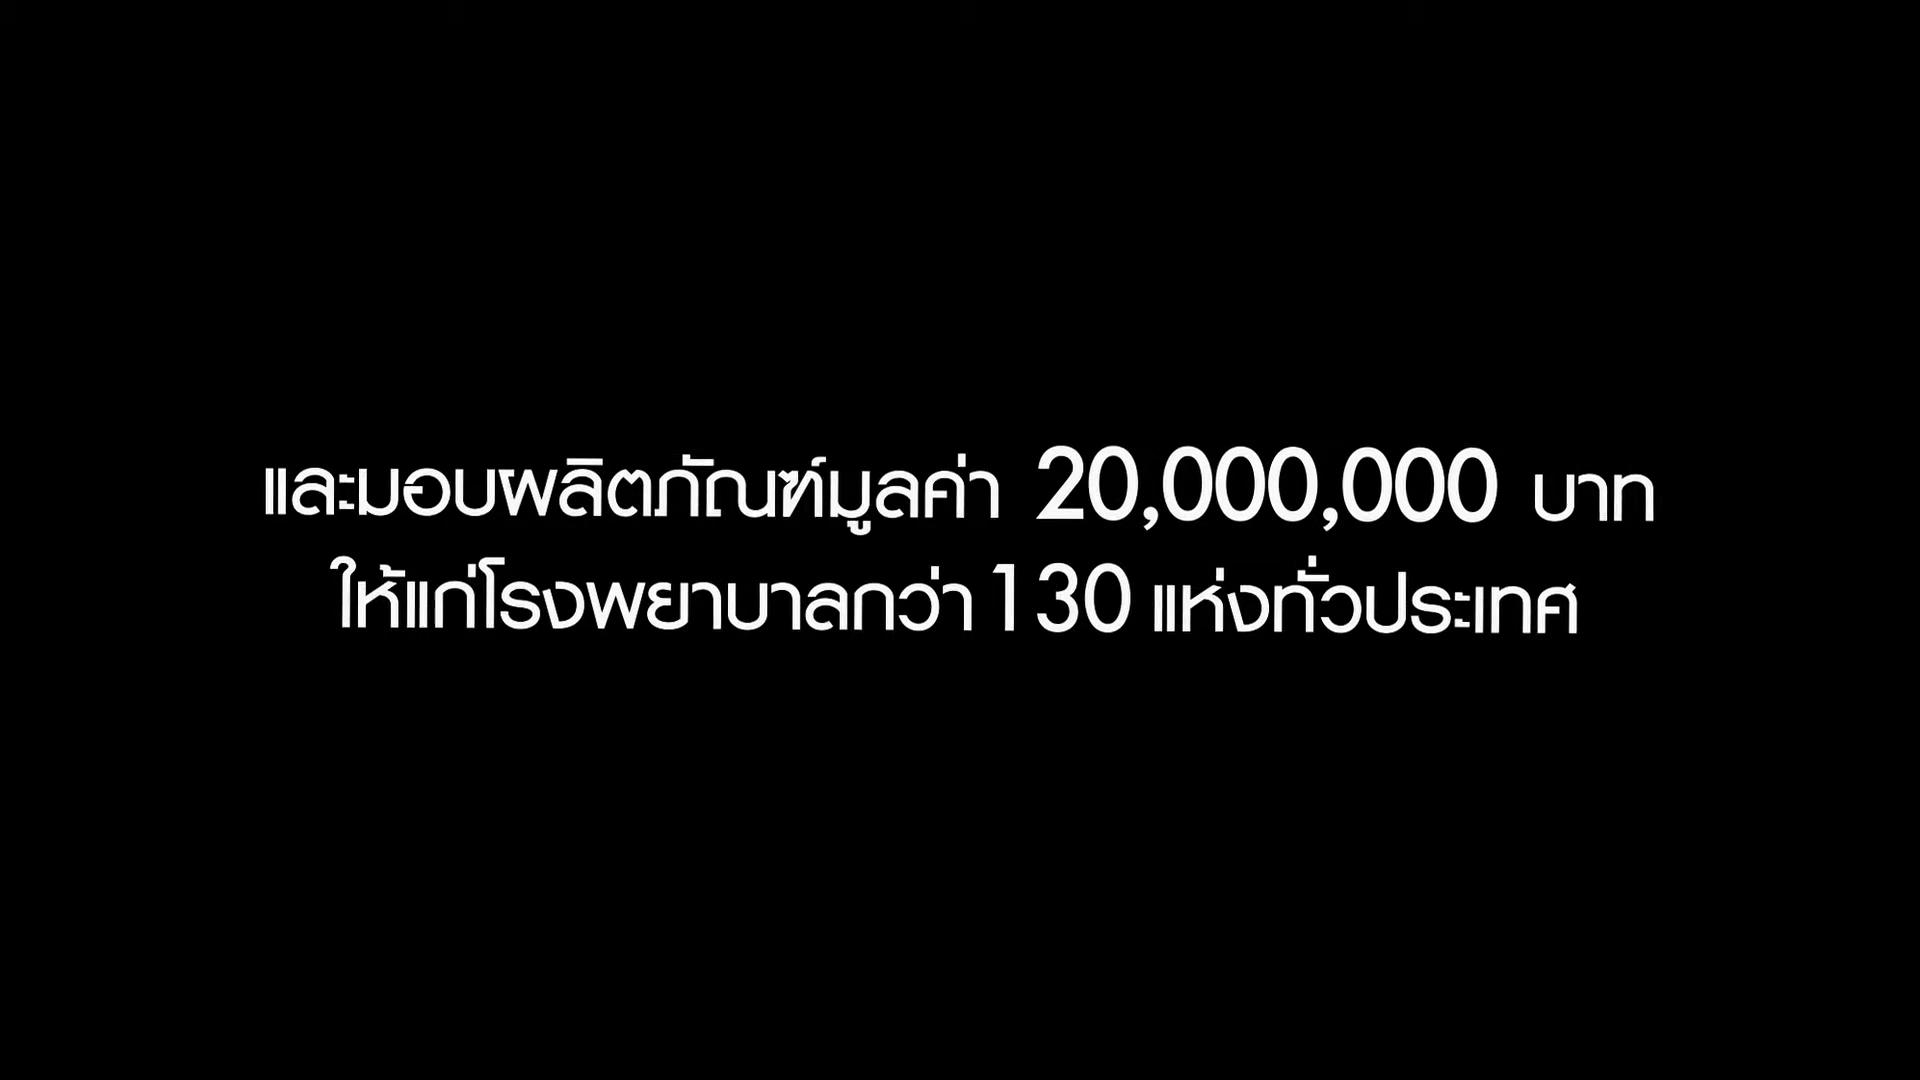 และมอบผลิตภัณฑ์มูลค่า 20,000,000 บาท
ให้แก่โรงพยาบาลกว่า 130 แห่งทั่วประเทศ